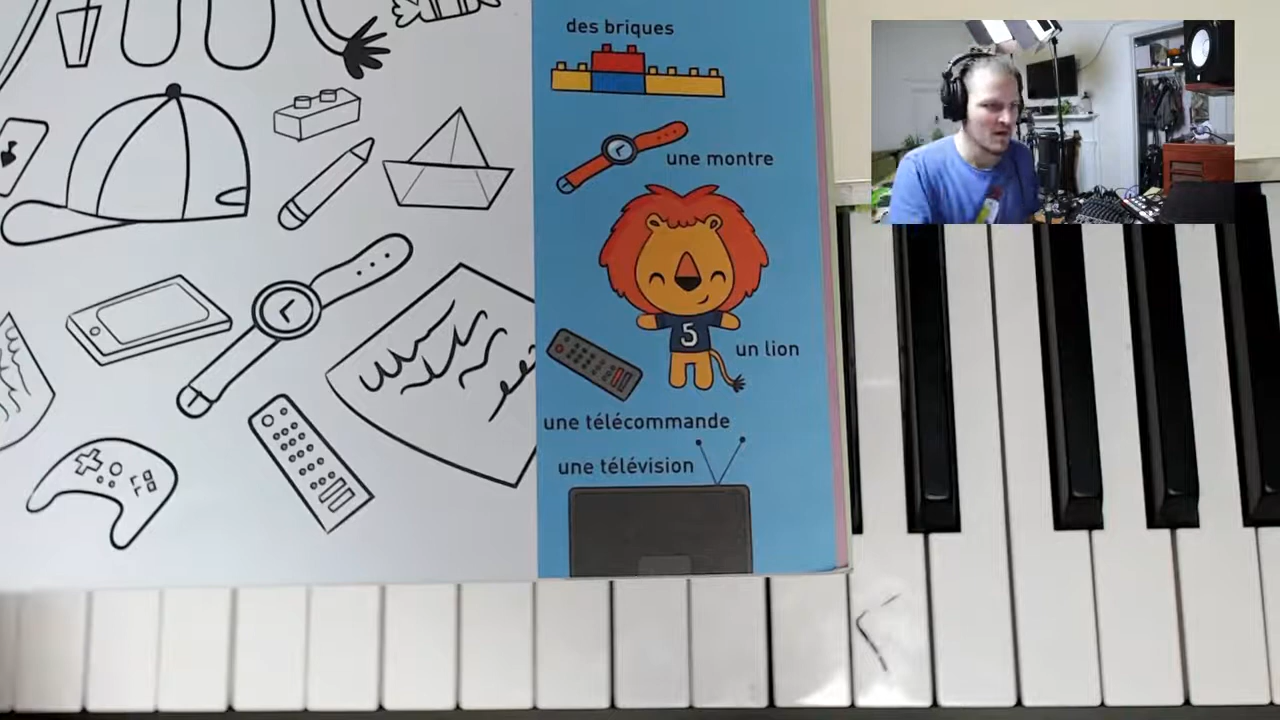 des briques
une montre
5
un lion
une télécommande
une télévision